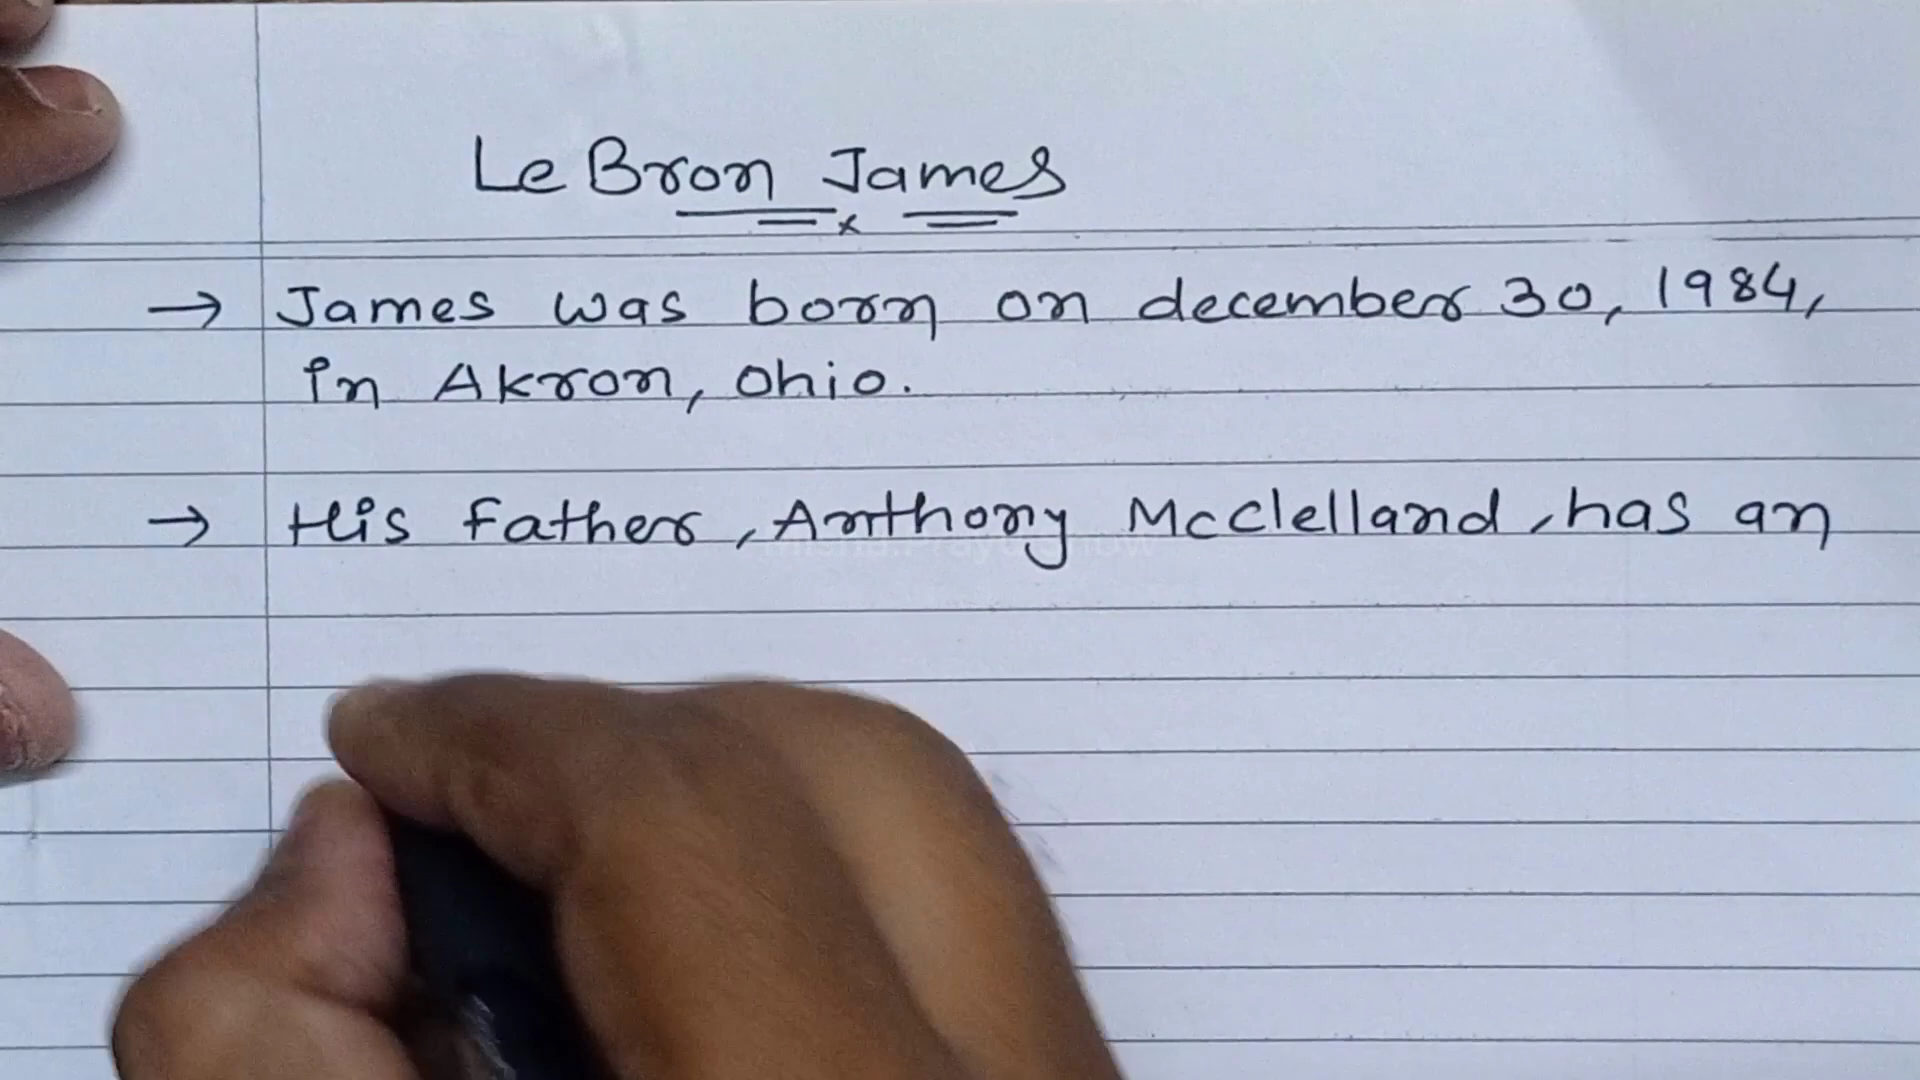 LeBron James
x
→ James was born on december 30, 1984,
in Akron, Ohio.
→ His Father, Anthony McClelland, has an